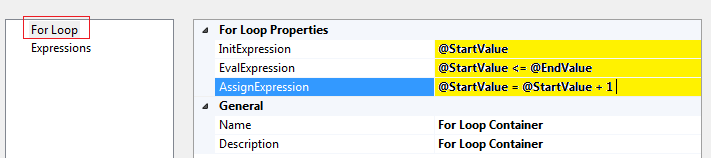 For Loop
Expressions
For Loop Properties
InitExpression @StartValue
EvalExpression @StartValue <= @EndValue
AssignExpression @StartValue = @StartValue + 1
General
Name For Loop Container
Description For Loop Container